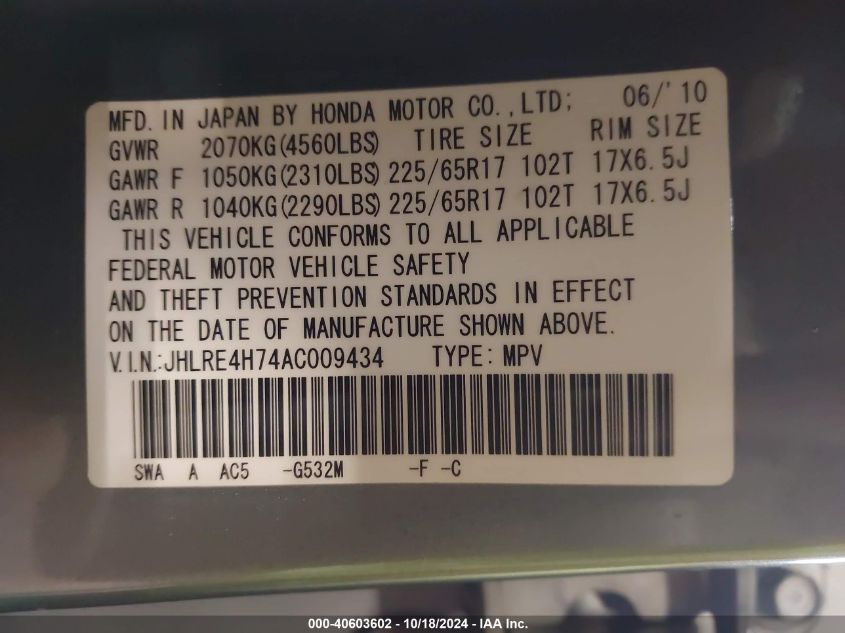 MFD. IN JAPAN BY HONDA MOTOR CO.,LTD; 06/'10
GVWR 2070KG(4560LBS) TIRE SIZE RIM SIZE
GAWR F 1050KG(2310LBS) 225/65R17 102T 17X6.5J
GAWR R 1040KG(2290LBS) 225/65R17 102T 17X6.5J
THIS VEHICLE CONFORMS TO ALL APPLICABLE
FEDERAL MOTOR VEHICLE SAFETY
AND THEFT PREVENTION STANDARDS IN EFFECT
ON THE DATE OF MANUFACTURE SHOWN ABOVE.
V.I.N.:JHLRE4H74AC009434 TYPE: MPV
SWA A AC5 -G532M -F -C
000-40603602 - 10/18/2024 - IAA Inc.